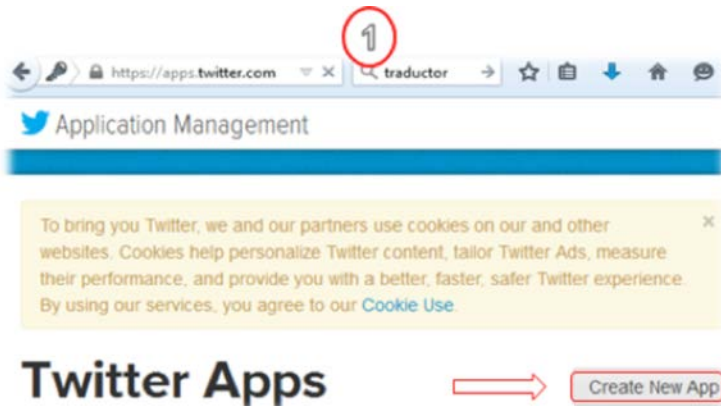 1
https://apps.twitter.com traductor
Application Management
To bring you Twitter, we and our partners use cookies on our and other
websites. Cookies help personalize Twitter content, tailor Twitter Ads, measure
their performance, and provide you with a better, faster, safer Twitter experience.
By using our services, you agree to our Cookie Use.
Twitter Apps
Create New App